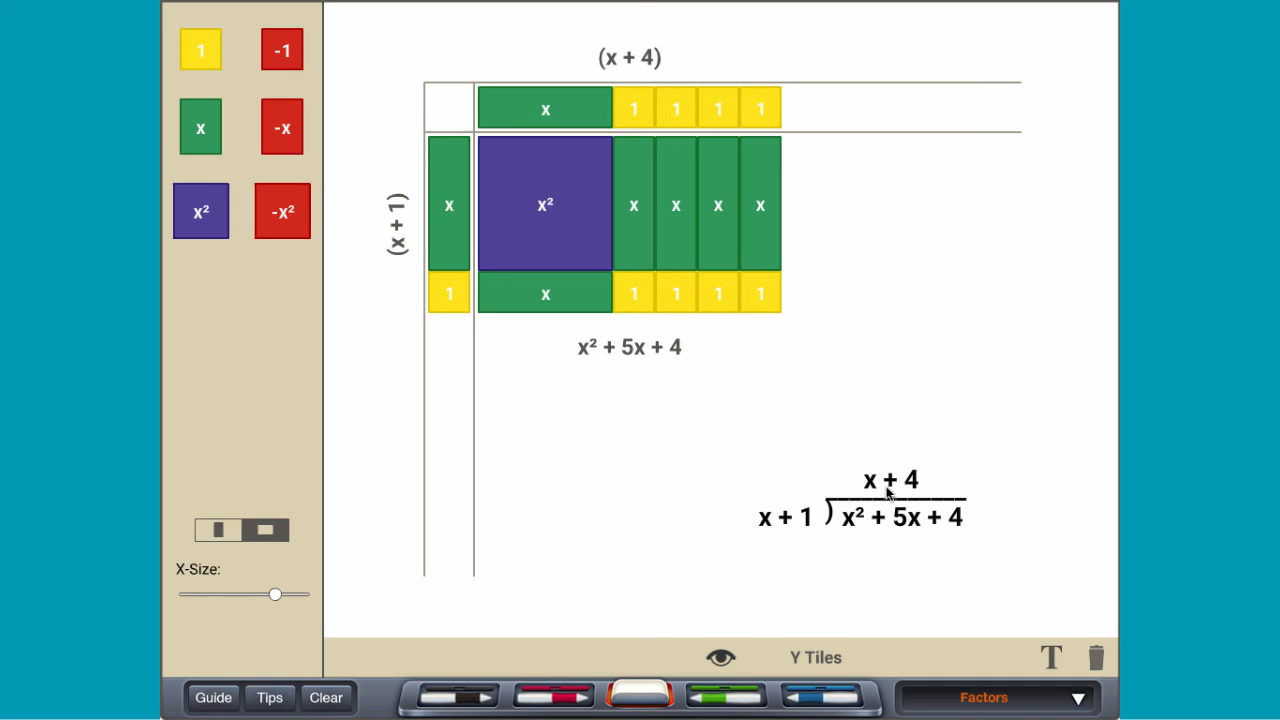 1 -1
x -x
x² -x²
(x + 4)
x 1 1 1 1
(x + 1)
x x² x x x x
1 x 1 1 1 1
x² + 5x + 4
x + 4
x + 1 ) x² + 5x + 4
X-Size:
Y Tiles T
Guide Tips Clear Factors